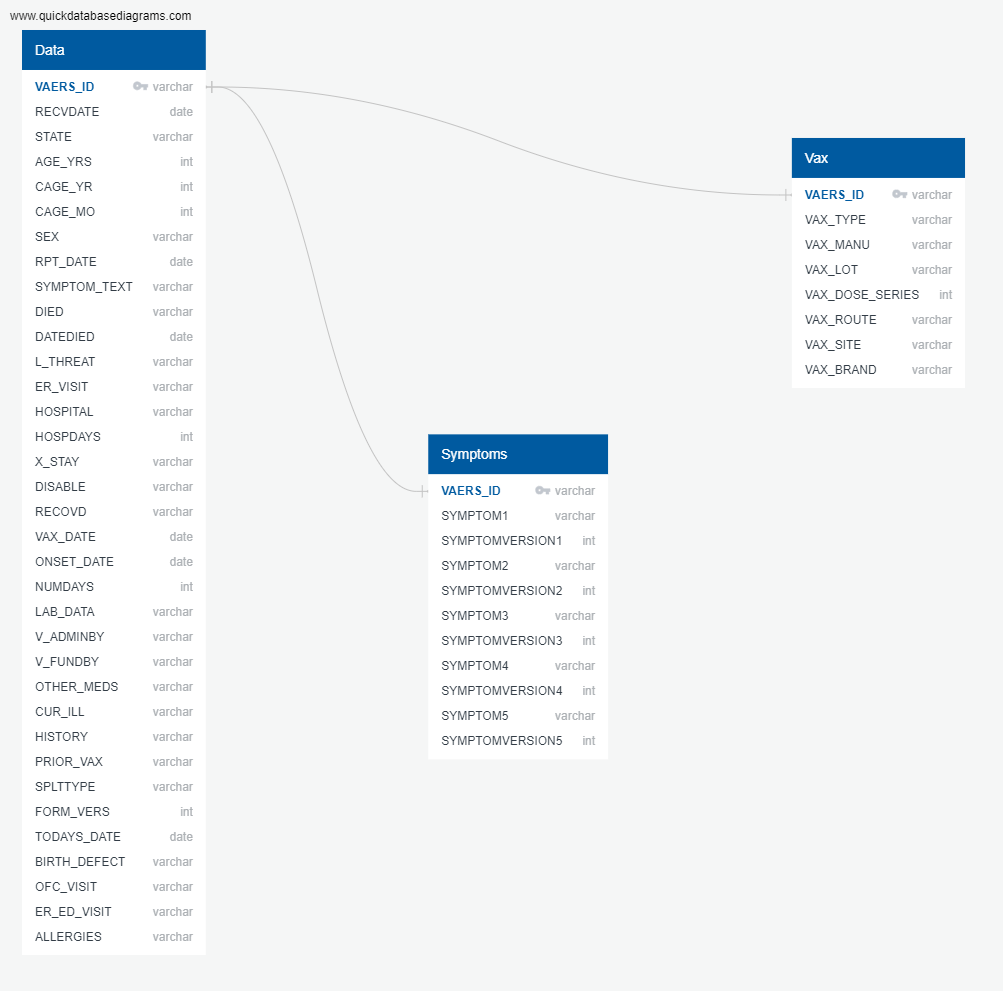 www.quickdatabasediagrams.com
Data
VAERS_ID varchar
RECVDATE date
STATE varchar
AGE_YRS int
CAGE_YR int
CAGE_MO int
SEX varchar
RPT_DATE date
SYMPTOM_TEXT varchar
DIED varchar
DATEDIED date
L_THREAT varchar
ER_VISIT varchar
HOSPITAL varchar
HOSPDAYS int
X_STAY varchar
DISABLE varchar
RECOVD varchar
VAX_DATE date
ONSET_DATE date
NUMDAYS int
LAB_DATA varchar
V_ADMINBY varchar
V_FUNDBY varchar
OTHER_MEDS varchar
CUR_ILL varchar
HISTORY varchar
PRIOR_VAX varchar
SPLTTYPE varchar
FORM_VERS int
TODAYS_DATE date
BIRTH_DEFECT varchar
OFC_VISIT varchar
ER_ED_VISIT varchar
ALLERGIES varchar
Symptoms
VAERS_ID varchar
SYMPTOM1 varchar
SYMPTOMVERSION1 int
SYMPTOM2 varchar
SYMPTOMVERSION2 int
SYMPTOM3 varchar
SYMPTOMVERSION3 int
SYMPTOM4 varchar
SYMPTOMVERSION4 int
SYMPTOM5 varchar
SYMPTOMVERSION5 int
Vax
VAERS_ID varchar
VAX_TYPE varchar
VAX_MANU varchar
VAX_LOT varchar
VAX_DOSE_SERIES int
VAX_ROUTE varchar
VAX_SITE varchar
VAX_BRAND varchar